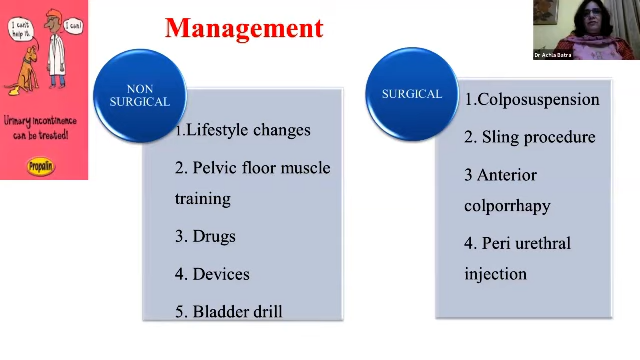 Management
I can't
help it.
I can!
Urinary incontinence
can be treated!
Propalin
NON
SURGICAL
1.Lifestyle changes
2. Pelvic floor muscle
training
3. Drugs
4. Devices
5. Bladder drill
SURGICAL
1.Colposuspension
2. Sling procedure
3 Anterior
colporrhapy
4. Peri urethral
injection
Dr Achla Batra